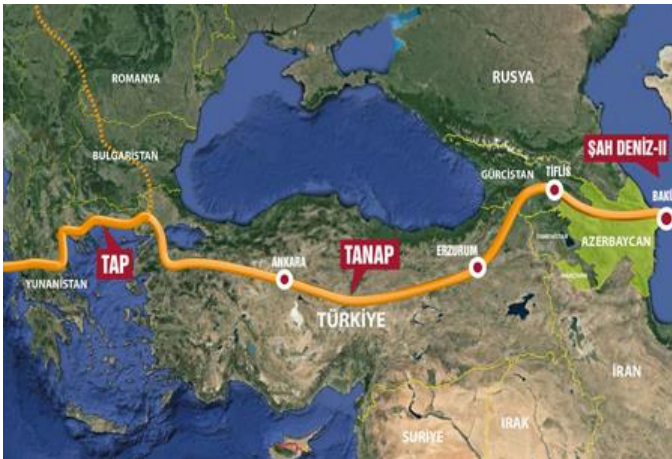 ROMANYA
RUSYA
BULGARİSTAN
ŞAH DENİZ-II
GÜRCİSTAN
TİFLİS
BAKÜ
AZERBAYCAN
TAP
YUNANİSTAN
ANKARA
TANAP
ERZURUM
TÜRKİYE
İRAN
SURİYE
IRAK